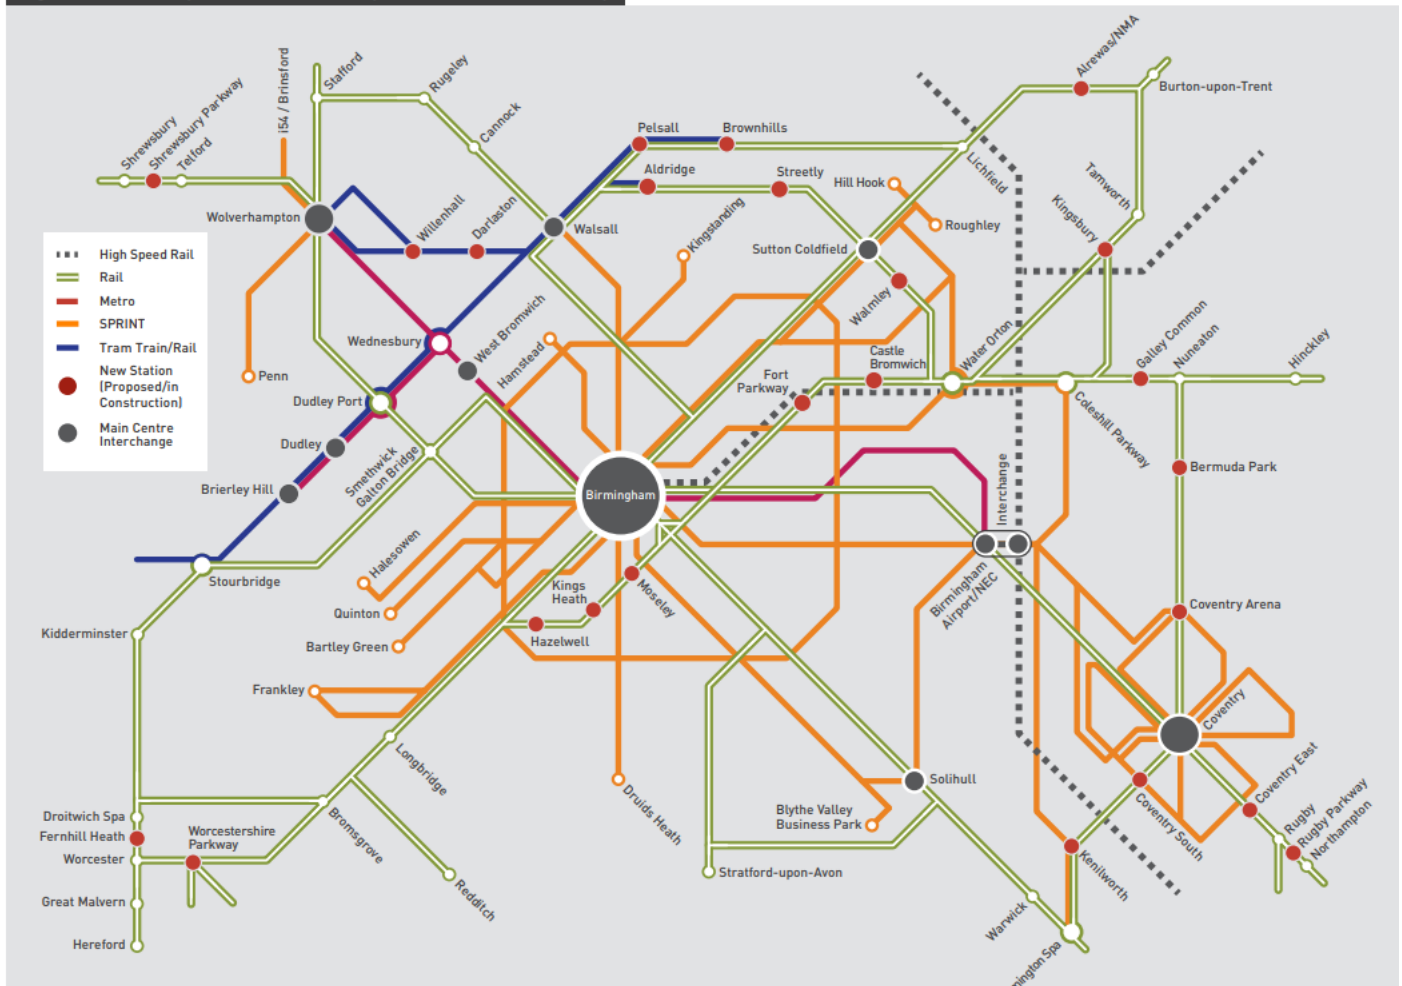 Alrewas/NMA
Burton-upon-Trent
i54 / Brinsford
Stafford
Rugeley
Cannock
Shrewsbury
Shrewsbury Parkway
Telford
Pelsall
Brownhills
Lichfield
Tamworth
Kingsbury
Aldridge
Streetly
Hill Hook
Roughley
Wolverhampton
Willenhall
Darlaston
Walsall
Kingstanding
Sutton Coldfield
Walmley
High Speed Rail
Rail
Metro
SPRINT
Tram Train/Rail
New Station
(Proposed/in
Construction)
Main Centre
Interchange
Wednesbury
West Bromwich
Hamstead
Penn
Castle
Bromwich
Water Orton
Galley Common
Nuneaton
Hinckley
Fort
Parkway
Dudley Port
Coleshill Parkway
Dudley
Smethwick
Galton Bridge
Brierley Hill
Birmingham
Interchange
Bermuda Park
Stourbridge
Halesowen
Quinton
Bartley Green
Kings
Heath
Moseley
Hazelwell
Birmingham
Airport/NEC
Coventry Arena
Kidderminster
Frankley
Longbridge
Coventry
Druids Heath
Solihull
Blythe Valley
Business Park
Coventry East
Coventry South
Rugby
Rugby Parkway
Northampton
Droitwich Spa
Fernhill Heath
Worcester
Worcestershire
Parkway
Bromsgrove
Redditch
Stratford-upon-Avon
Kenilworth
Great Malvern
Hereford
Warwick
mington Spa